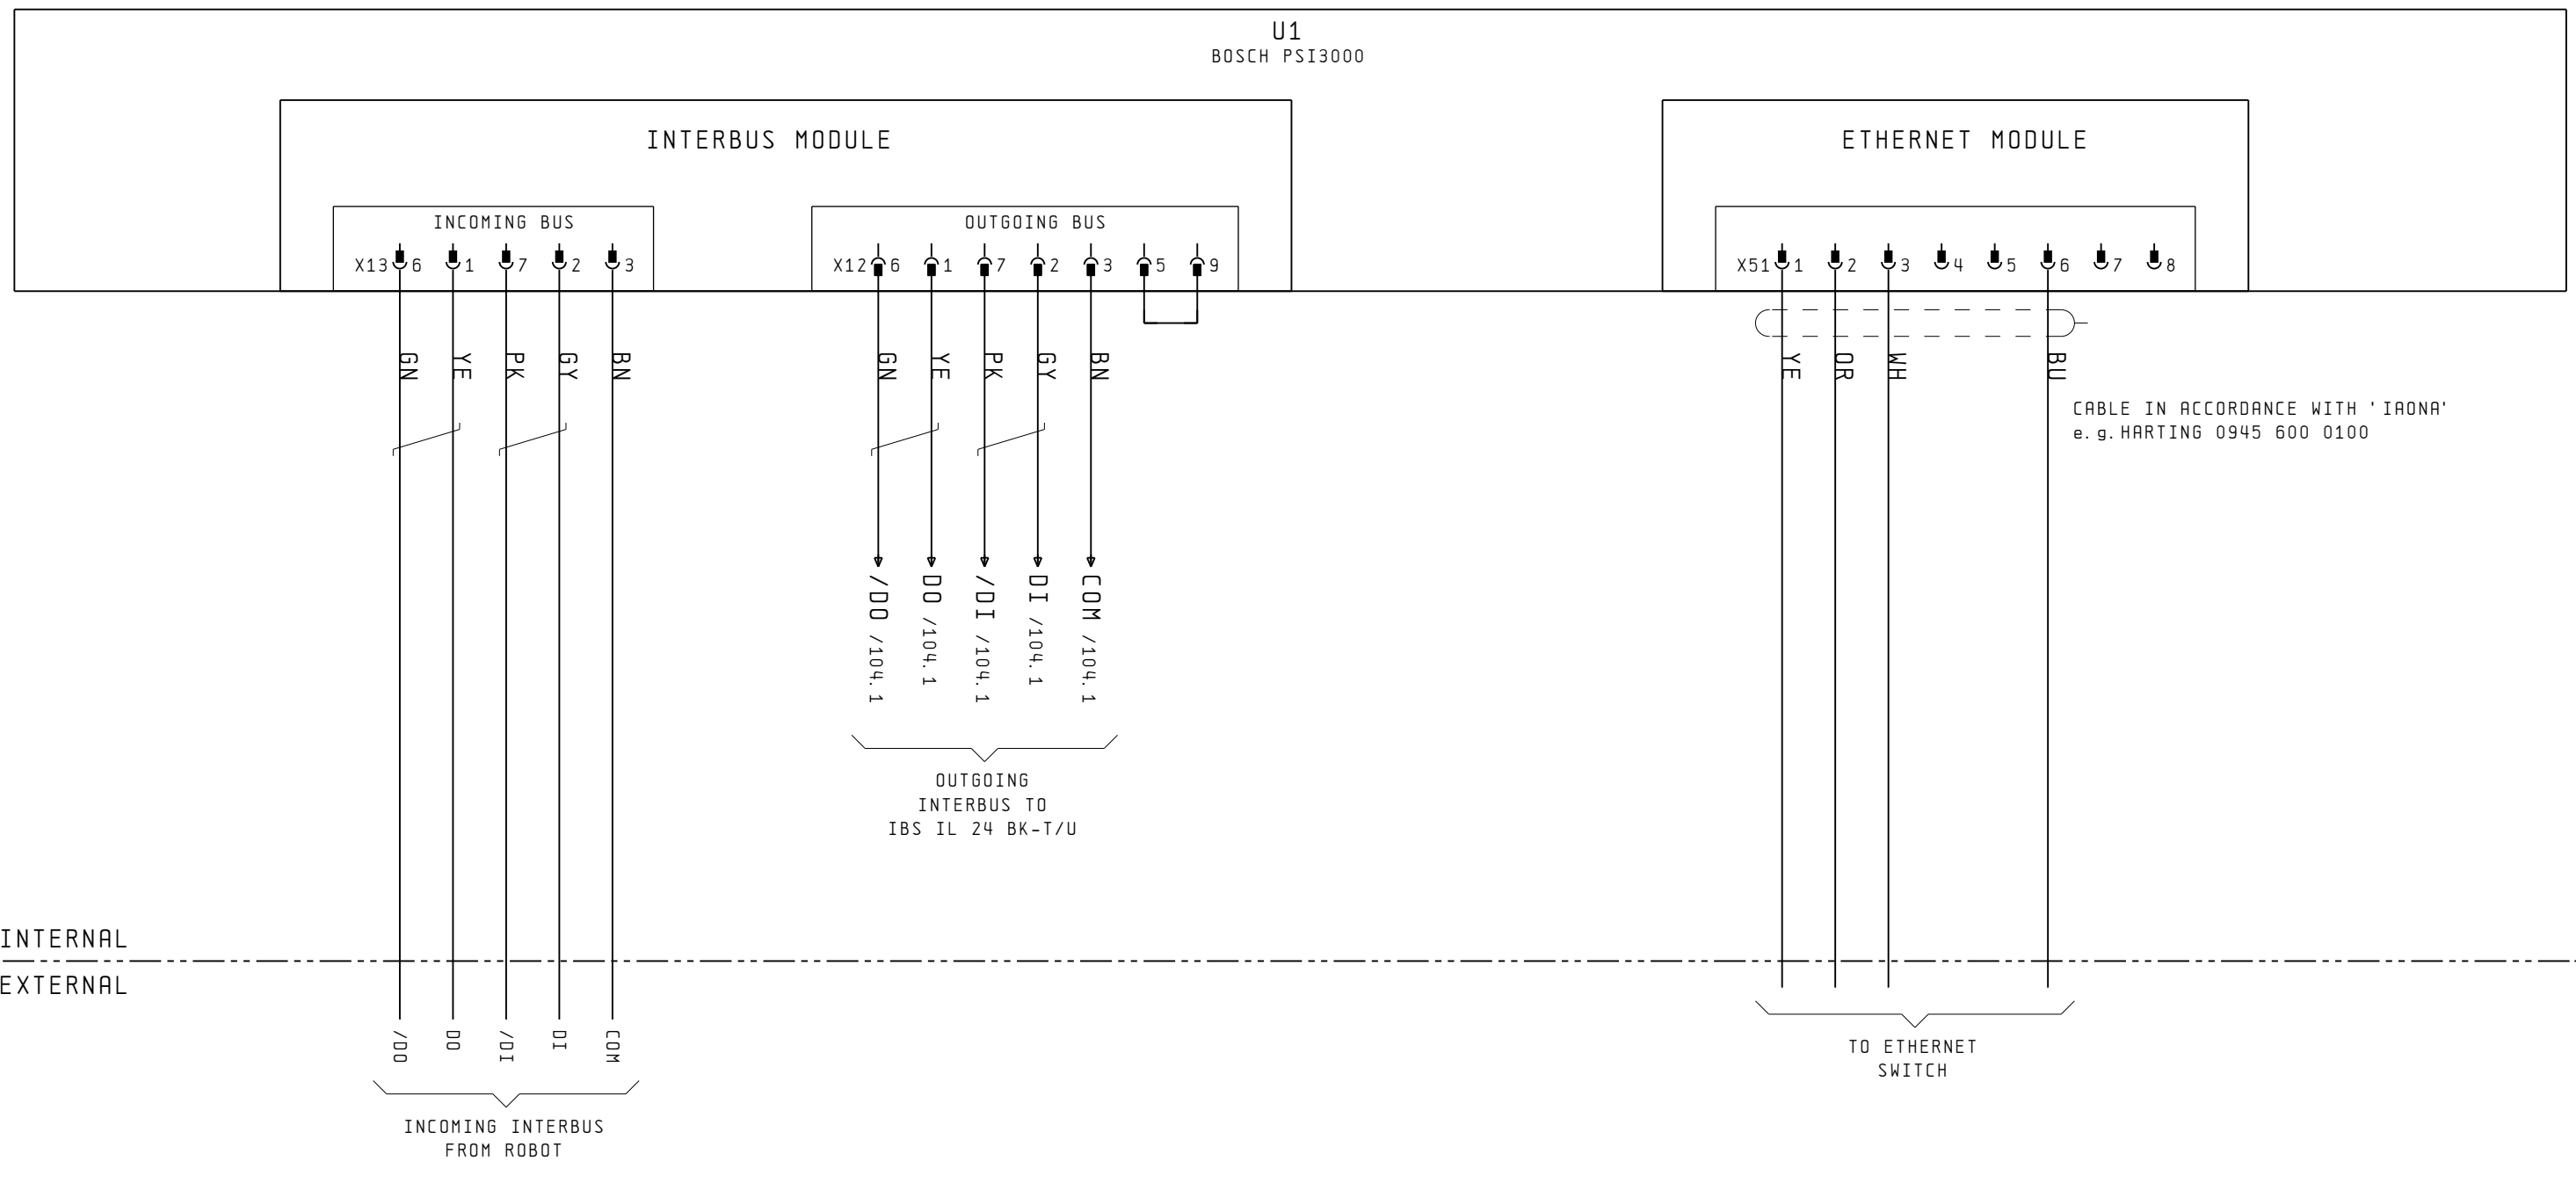 U1
BOSCH PSI3000
INTERBUS MODULE
ETHERNET MODULE
INCOMING BUS
OUTGOING BUS
X13 6 1 7 2 3
X12 6 1 7 2 3 5 9
X51 1 2 3 4 5 6 7 8
GN YE PK GY BN
GN YE PK GY BN
YE OR WH BU
CABLE IN ACCORDANCE WITH 'IAONA'
e.g. HARTING 0945 600 0100
/DO /104.1
DO /104.1
/DI /104.1
DI /104.1
COM /104.1
OUTGOING
INTERBUS TO
IBS IL 24 BK-T/U
INTERNAL
EXTERNAL
/DO
DO
/DI
DI
COM
INCOMING INTERBUS
FROM ROBOT
TO ETHERNET
SWITCH